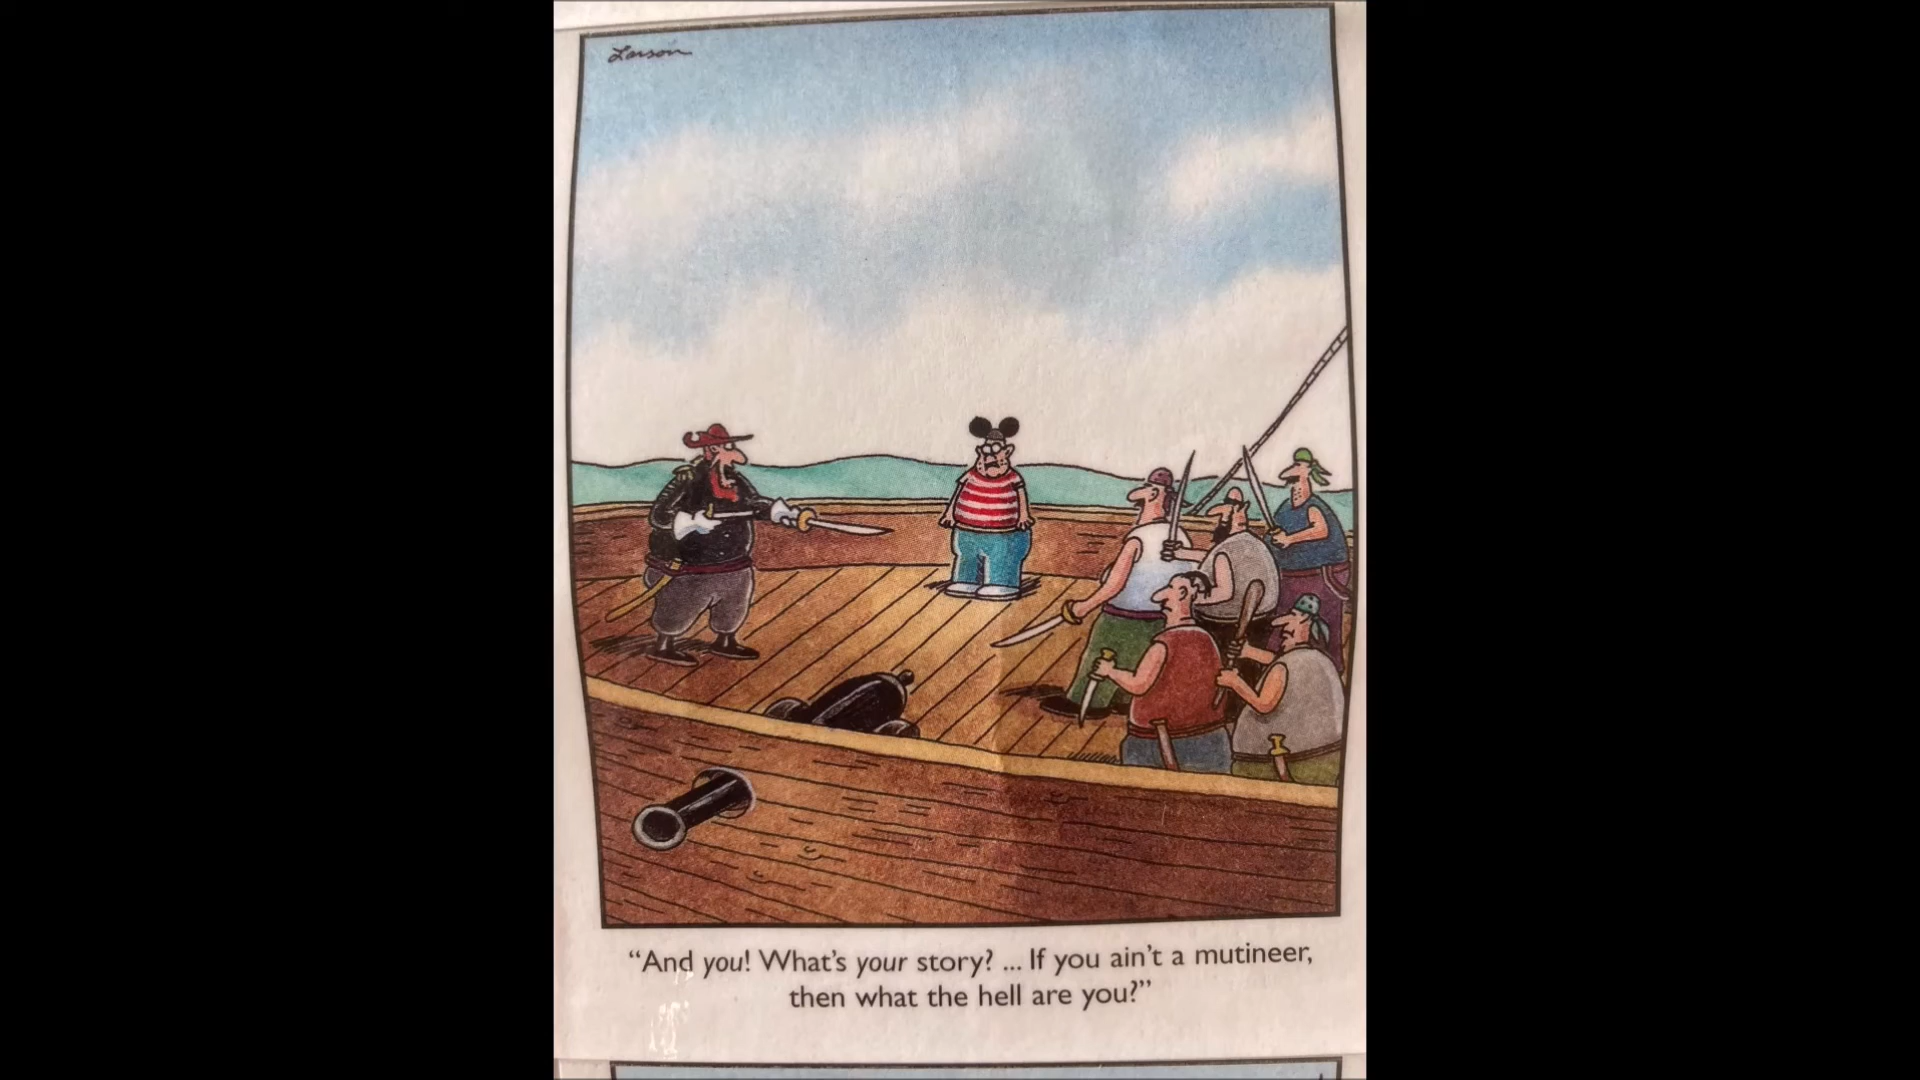 Larson
“And you! What’s your story? ... If you ain’t a mutineer,
then what the hell are you?”